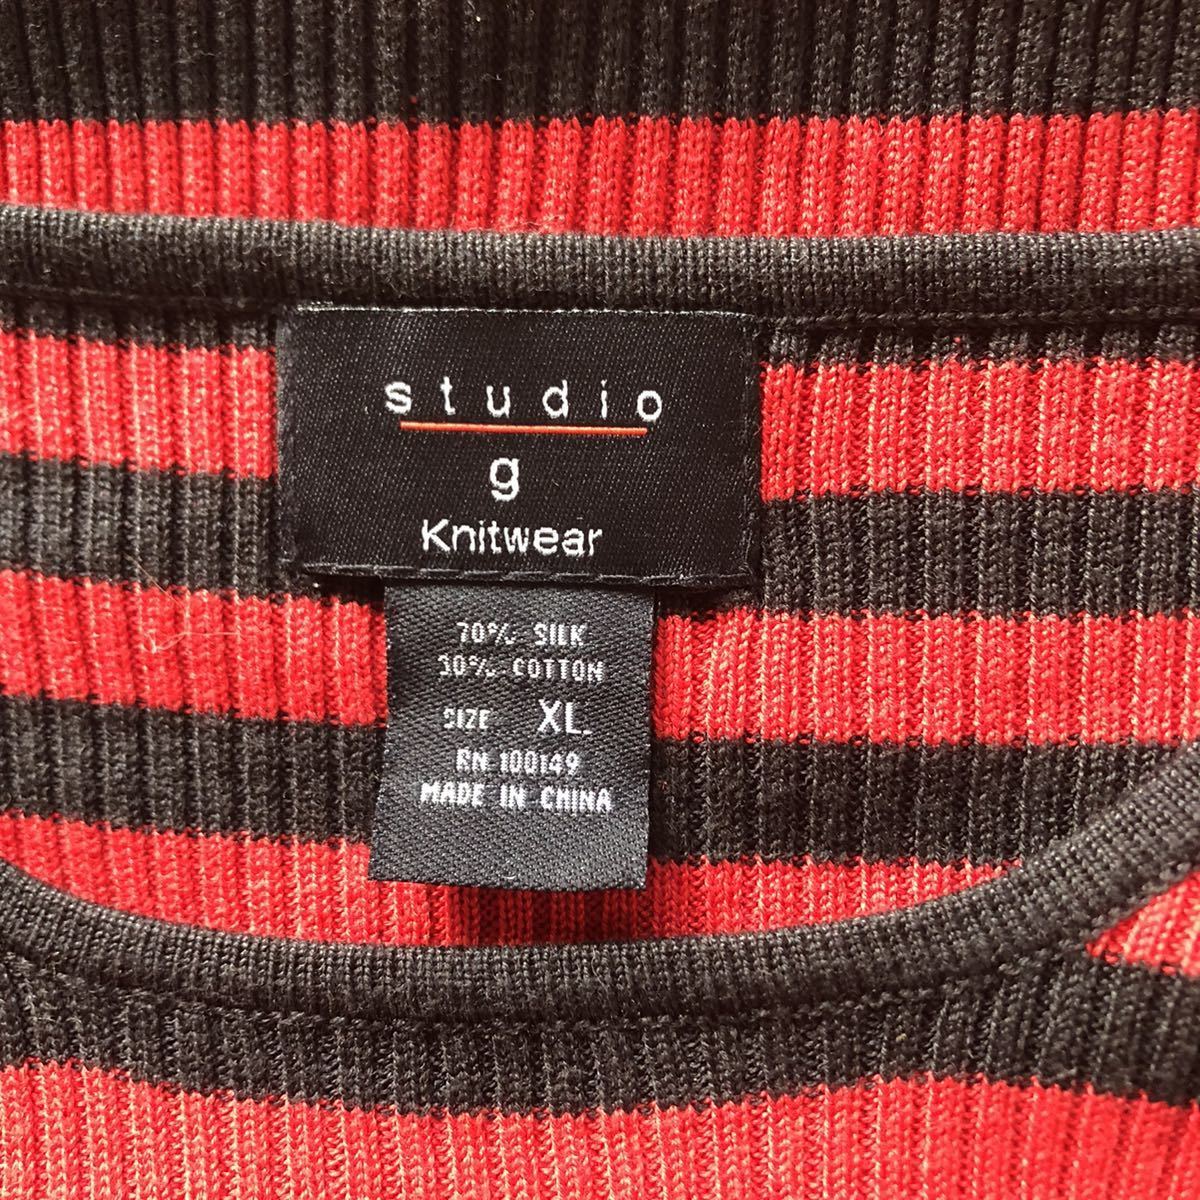 studio
g
Knitwear
70% SILK
30% COTTON
SIZE XL
RN 100149
MADE IN CHINA